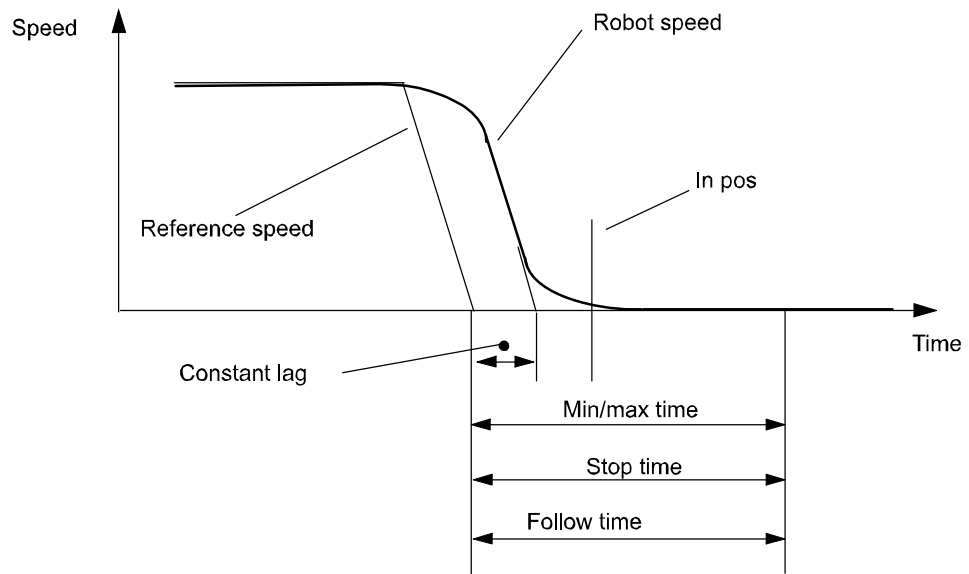 Speed
Robot speed
In pos
Reference speed
Time
Constant lag
Min/max time
Stop time
Follow time